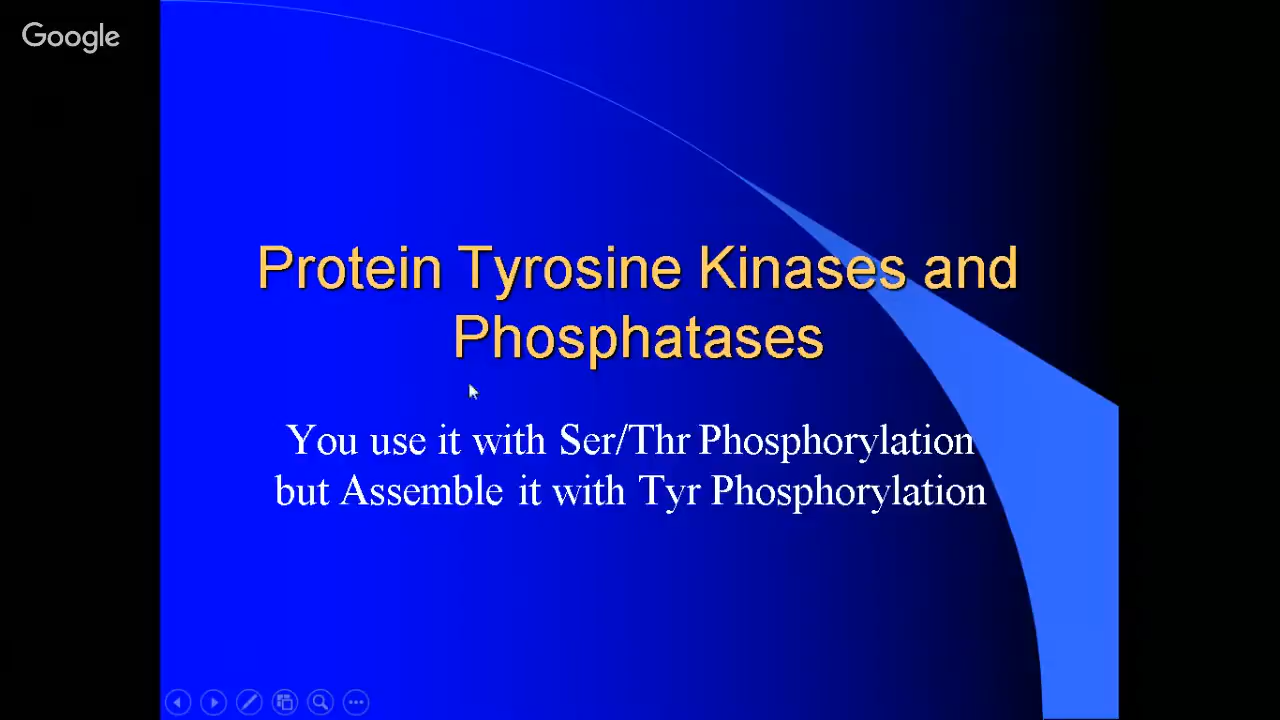 Google
Protein Tyrosine Kinases and
Phosphatases
You use it with Ser/Thr Phosphorylation
but Assemble it with Tyr Phosphorylation